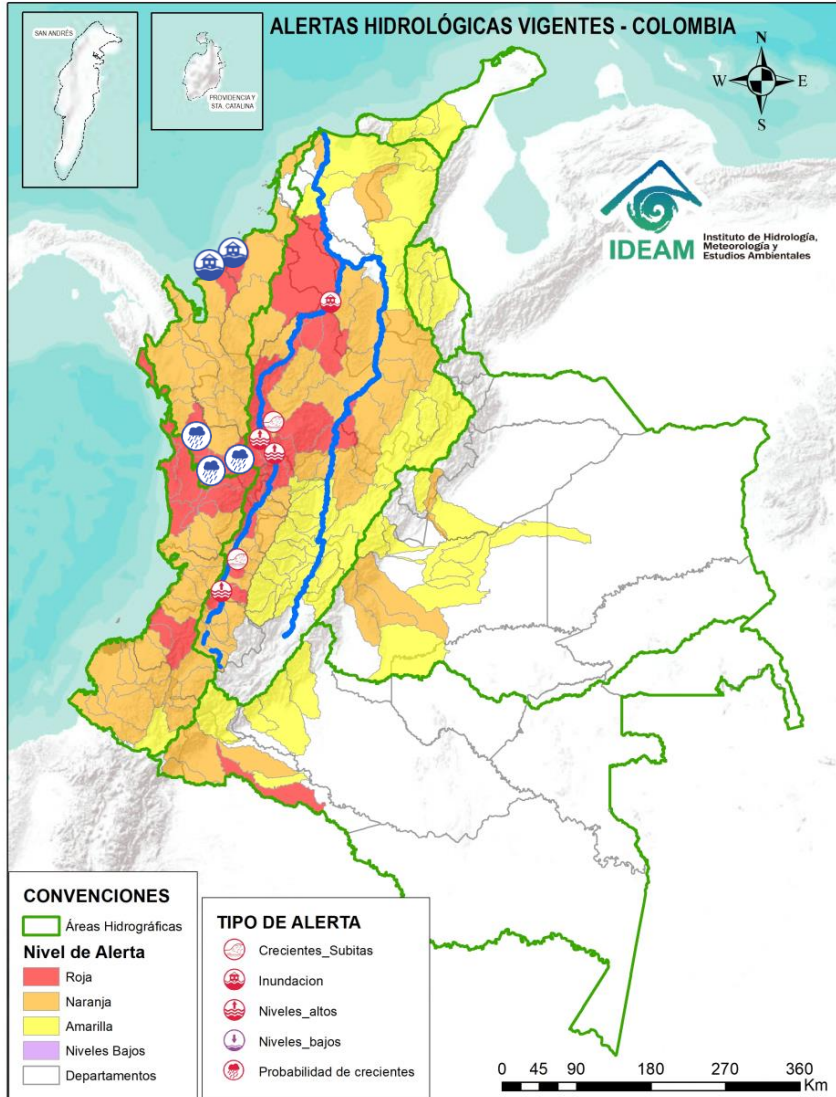 ALERTAS HIDROLÓGICAS VIGENTES - COLOMBIA
SAN ANDRÉS
PROVIDENCIA Y
STA. CATALINA
N
W
E
S
IDEAM
Instituto de Hidrología,
Meteorología y
Estudios Ambientales
CONVENCIONES
Áreas Hidrográficas
Nivel de Alerta
Roja
Naranja
Amarilla
Niveles Bajos
Departamentos
TIPO DE ALERTA
Crecientes_Subitas
Inundacion
Niveles_altos
Niveles_bajos
Probabilidad de crecientes
0 45 90 180 270 360
Km